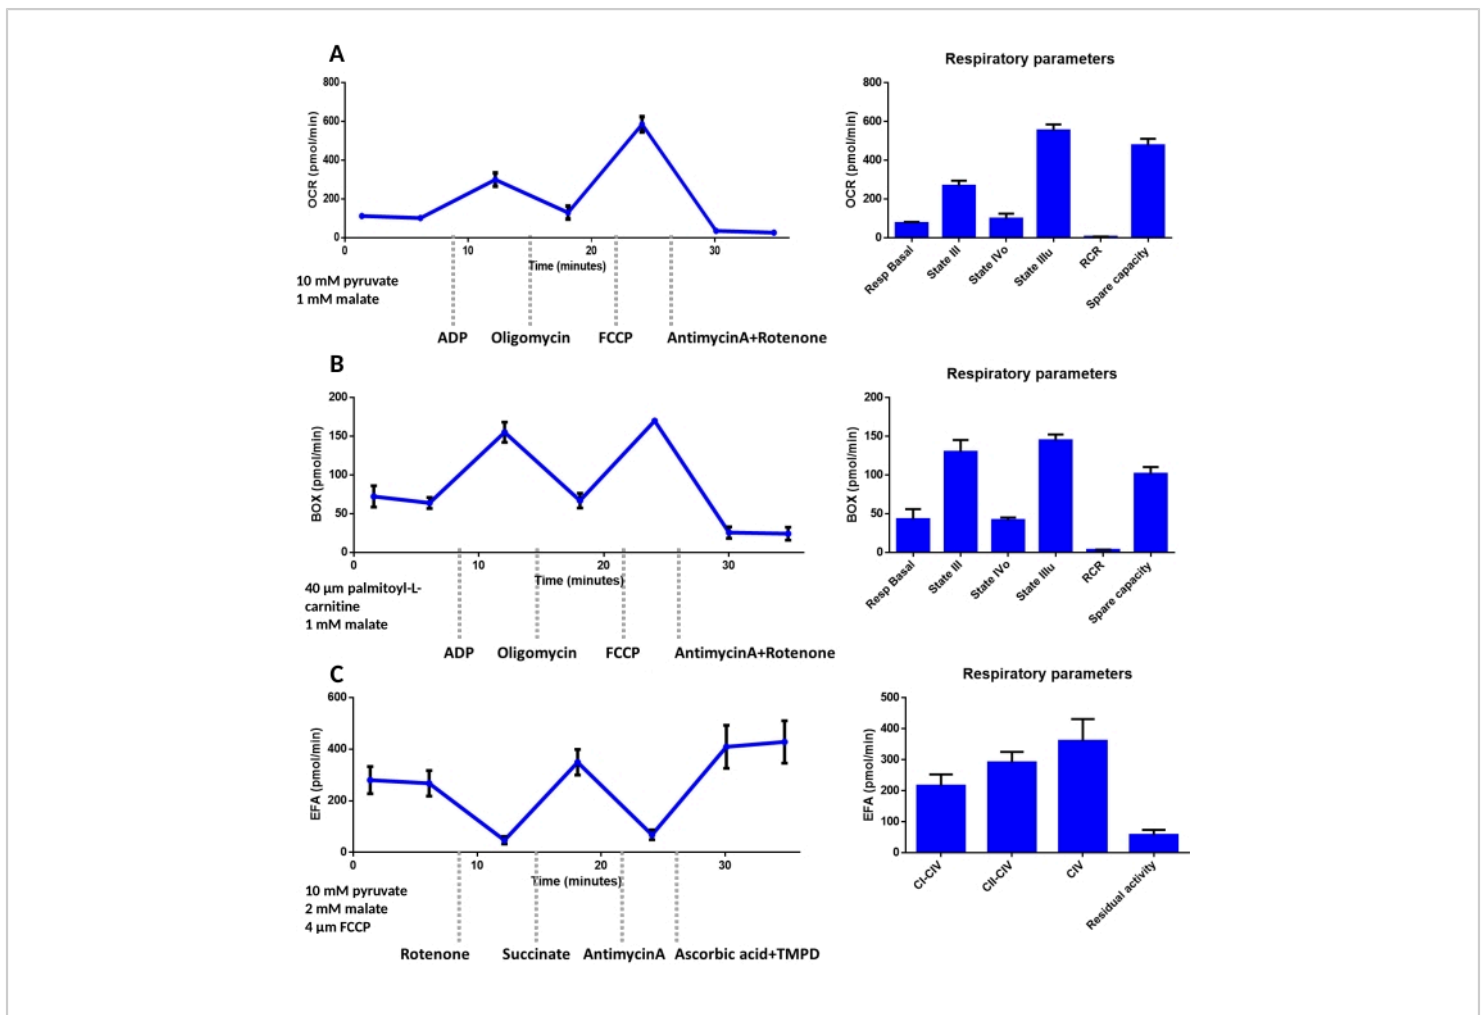 A
Respiratory parameters
OCR (pmol/min)
800
600
400
200
0
0 10 20 30
Time (minutes)
10 mM pyruvate
1 mM malate
ADP Oligomycin FCCP AntimycinA+Rotenone
OCR (pmol/min)
800
600
400
200
0
Resp Basal
State III
State IVo
State IIIu
RCR
Spare capacity
B
Respiratory parameters
BOX (pmol/min)
200
150
100
50
0
0 10 20 30
Time (minutes)
40 µm palmitoyl-L-
carnitine
1 mM malate
ADP Oligomycin FCCP AntimycinA+Rotenone
BOX (pmol/min)
200
150
100
50
0
Resp Basal
State III
State IVo
State IIIu
RCR
Spare capacity
C
Respiratory parameters
EFA (pmol/min)
600
400
200
0
0 10 20 30
Time (minutes)
10 mM pyruvate
2 mM malate
4 µm FCCP
Rotenone Succinate AntimycinA Ascorbic acid+TMPD
EFA (pmol/min)
500
400
300
200
100
0
CI-CIV
CII-CIV
CIV
Residual activity